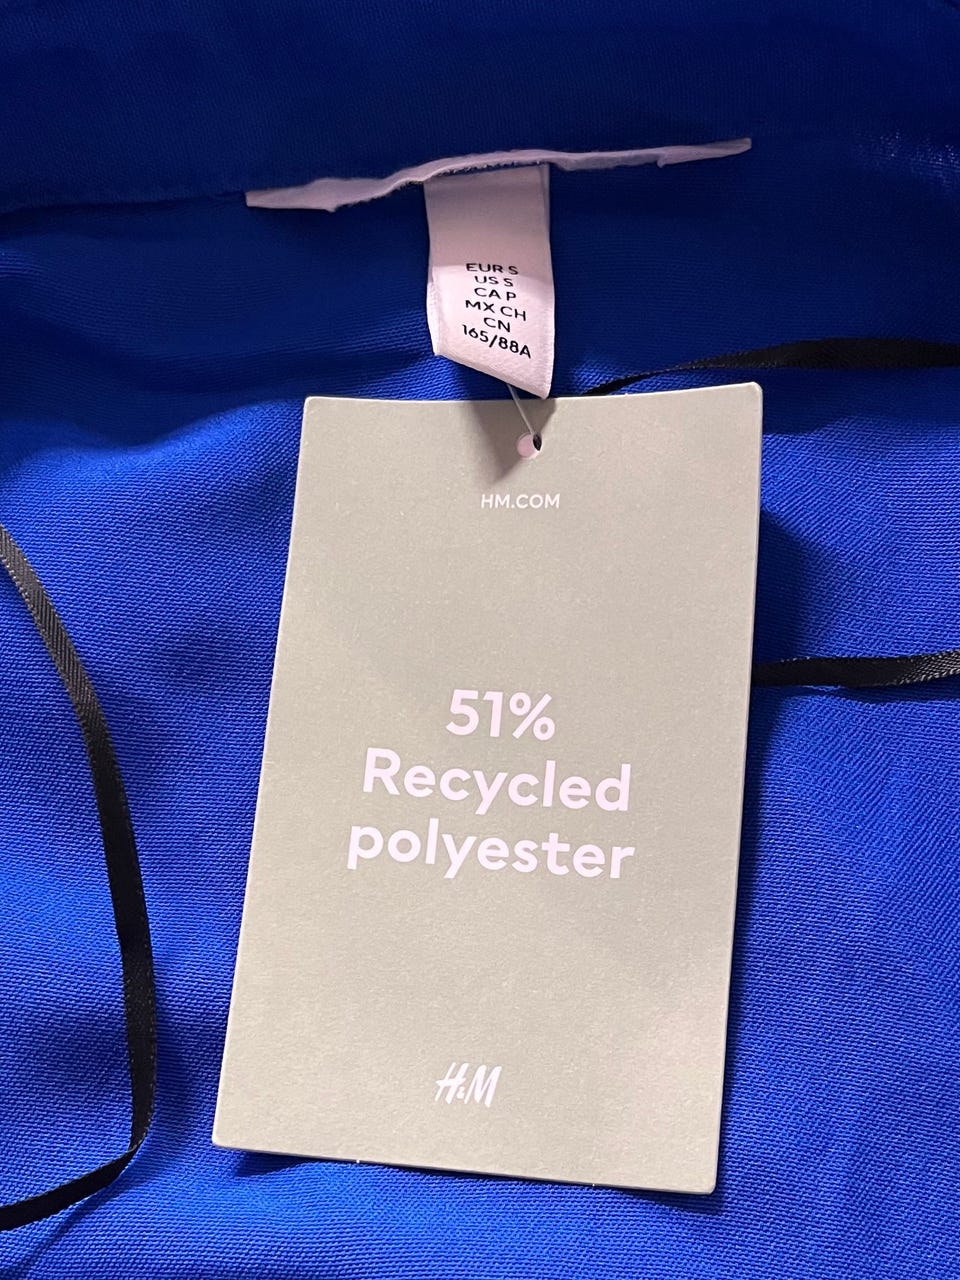 EUR S
US S
CA P
MX CH
CN
165/88A
HM.COM
51%
Recycled
polyester
H&M